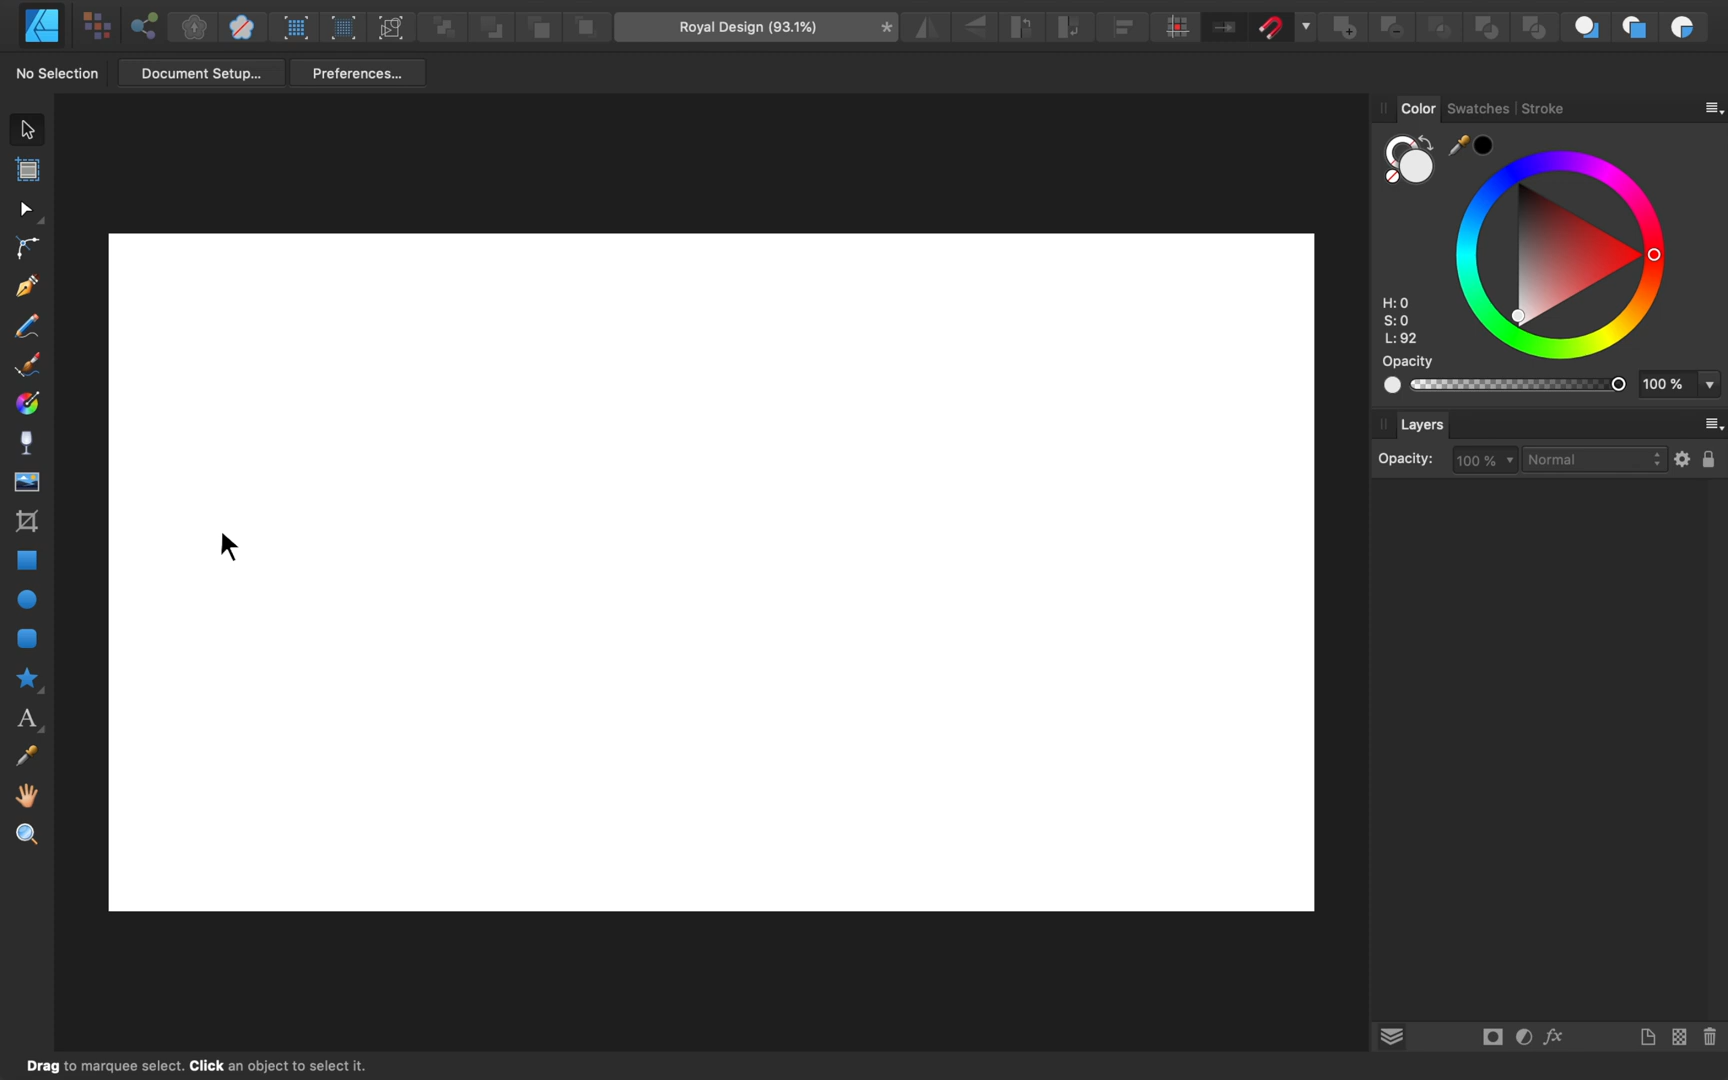 Royal Design (93.1%) *
No Selection Document Setup... Preferences...
Color Swatches Stroke
H: 0
S: 0
L: 92
Opacity
100 %
Layers
Opacity: 100 % Normal
A
fx
Drag to marquee select. Click an object to select it.